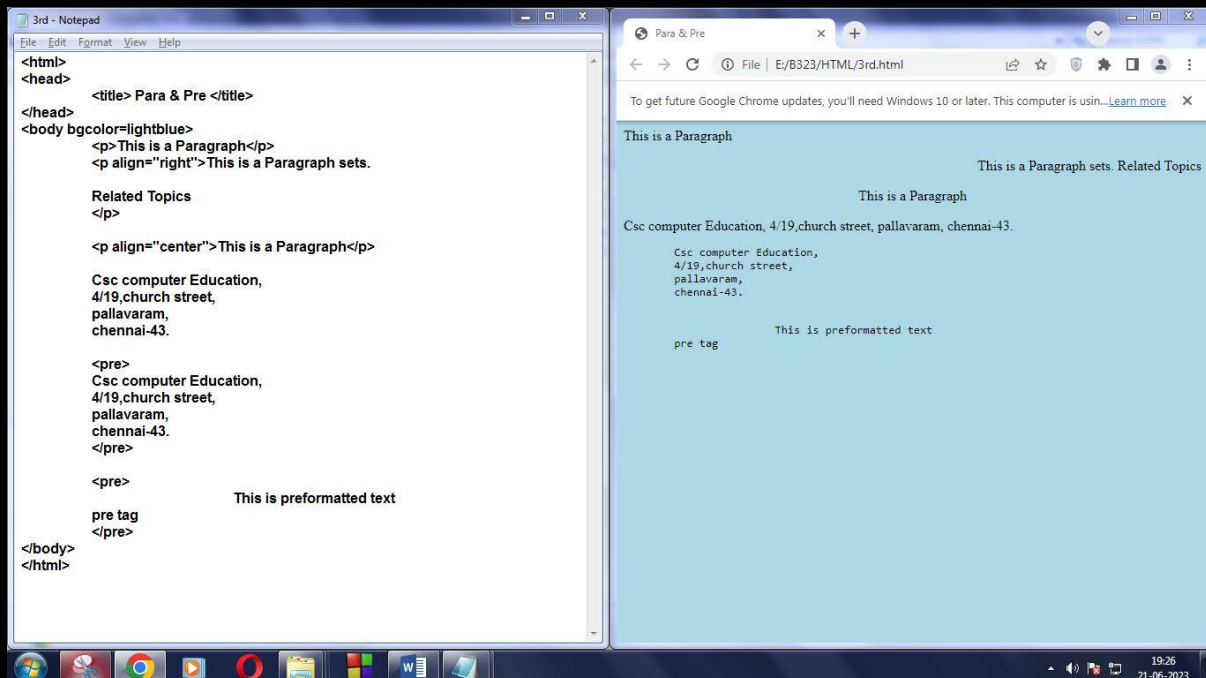 3rd - Notepad
File Edit Format View Help
<html>
<head>
<title> Para & Pre </title>
</head>
<body bgcolor=lightblue>
<p>This is a Paragraph</p>
<p align="right">This is a Paragraph sets.
Related Topics
</p>
<p align="center">This is a Paragraph</p>
Csc computer Education,
4/19,church street,
pallavaram,
chennai-43.
<pre>
Csc computer Education,
4/19,church street,
pallavaram,
chennai-43.
</pre>
<pre>
This is preformatted text
pre tag
</pre>
</body>
</html>
Para & Pre
File | E:/B323/HTML/3rd.html
To get future Google Chrome updates, you'll need Windows 10 or later. This computer is usin...Learn more
This is a Paragraph
This is a Paragraph sets. Related Topics
This is a Paragraph
Csc computer Education, 4/19,church street, pallavaram, chennai-43.
Csc computer Education,
4/19,church street,
pallavaram,
chennai-43.
This is preformatted text
pre tag
19:26
21-06-2023